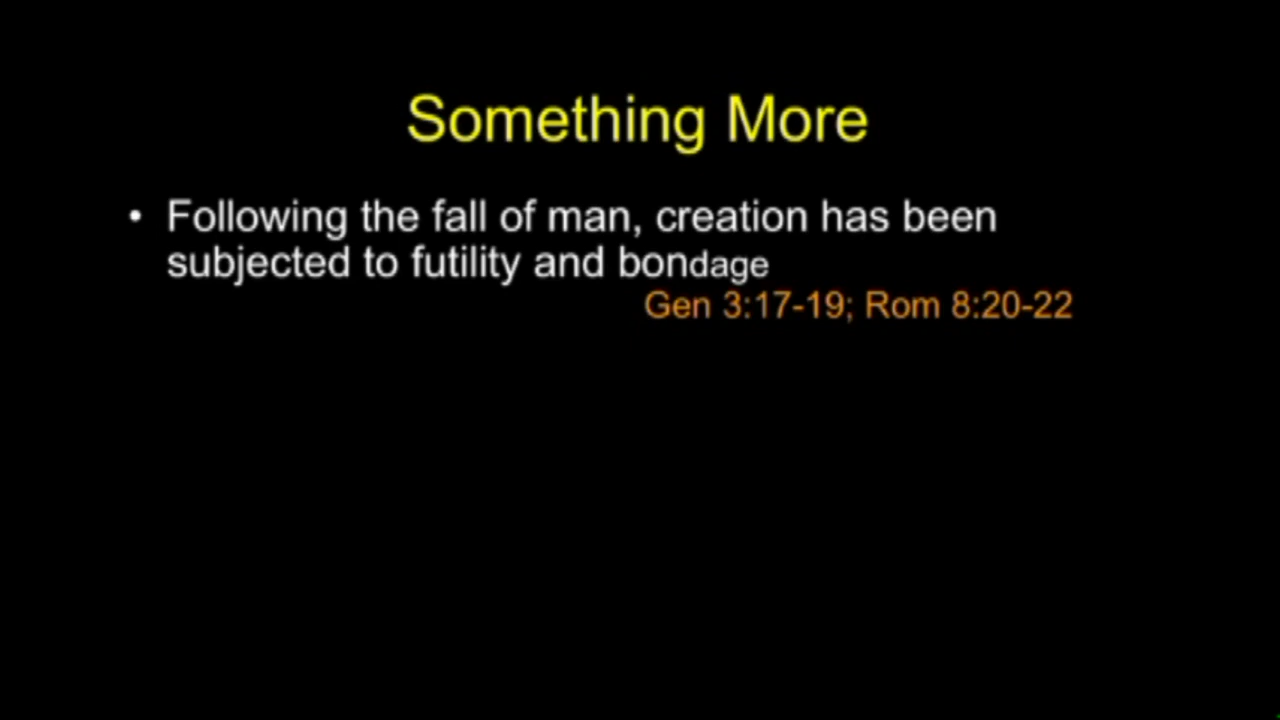 Something More
• Following the fall of man, creation has been
subjected to futility and bondage
Gen 3:17-19; Rom 8:20-22